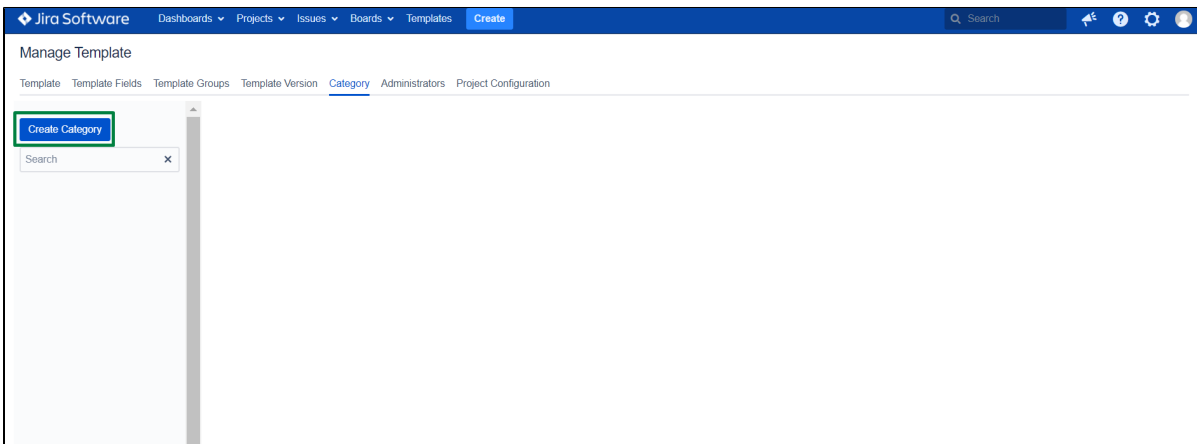 Jira Software Dashboards Projects Issues Boards Templates Create Search
Manage Template
Template Template Fields Template Groups Template Version Category Administrators Project Configuration
Create Category
Search